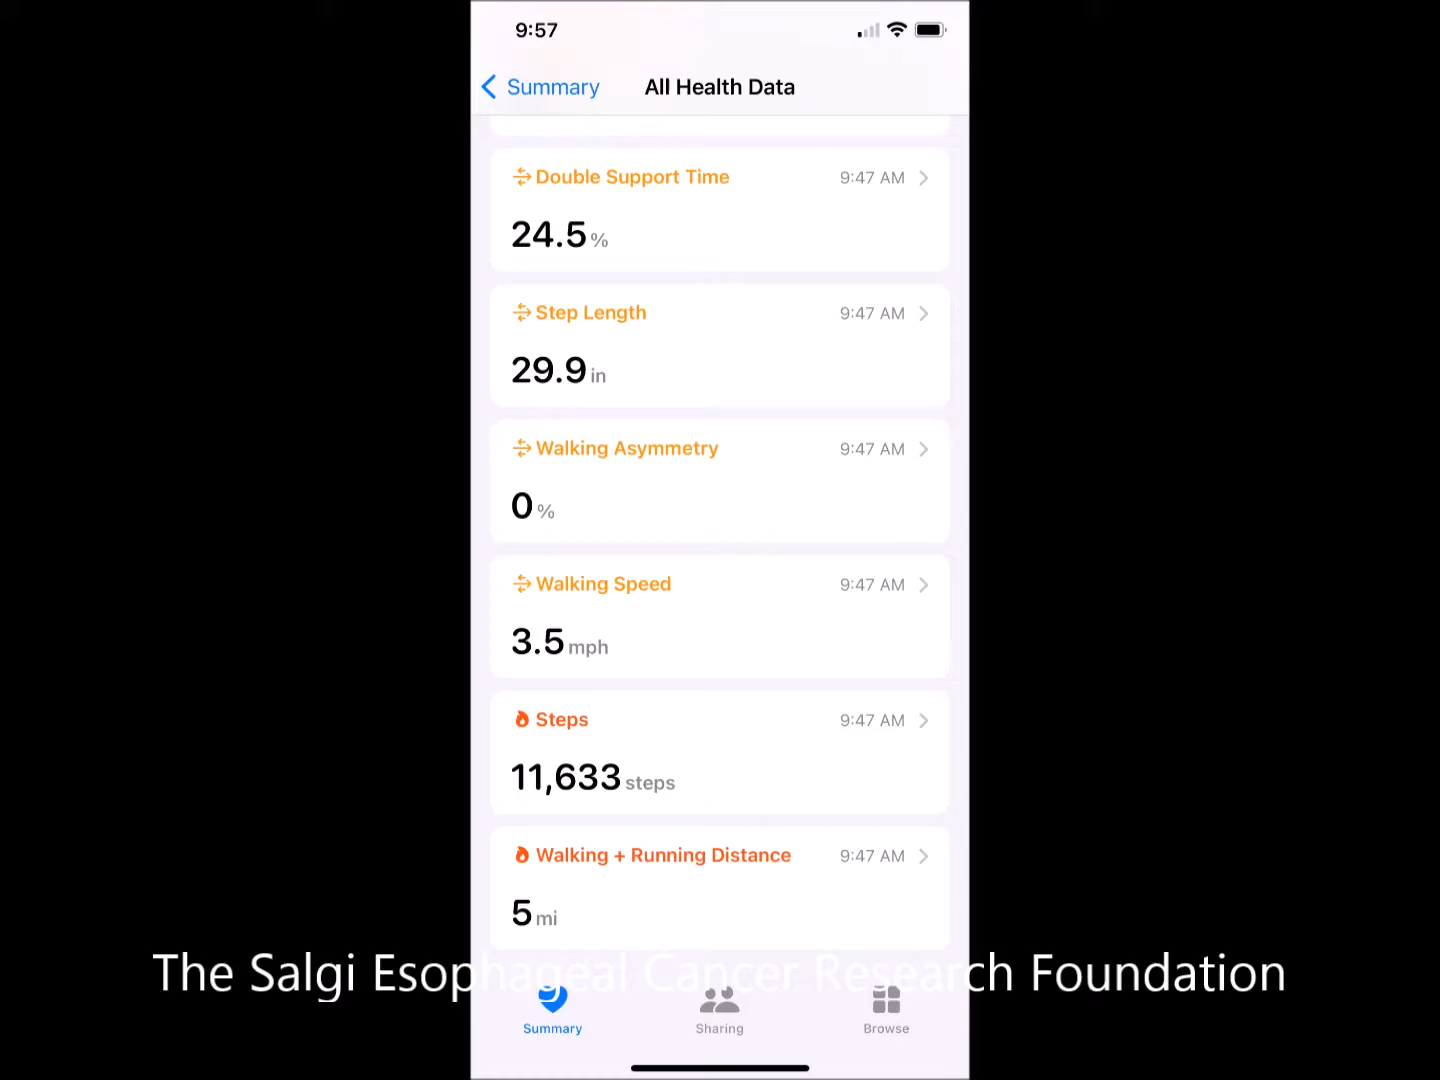 9:57
Summary
All Health Data
Double Support Time 9:47 AM
24.5 %
Step Length 9:47 AM
29.9 in
Walking Asymmetry 9:47 AM
0 %
Walking Speed 9:47 AM
3.5 mph
Steps 9:47 AM
11,633 steps
Walking + Running Distance 9:47 AM
5 mi
The Salgi Esophageal Cancer Research Foundation
Summary Sharing Browse